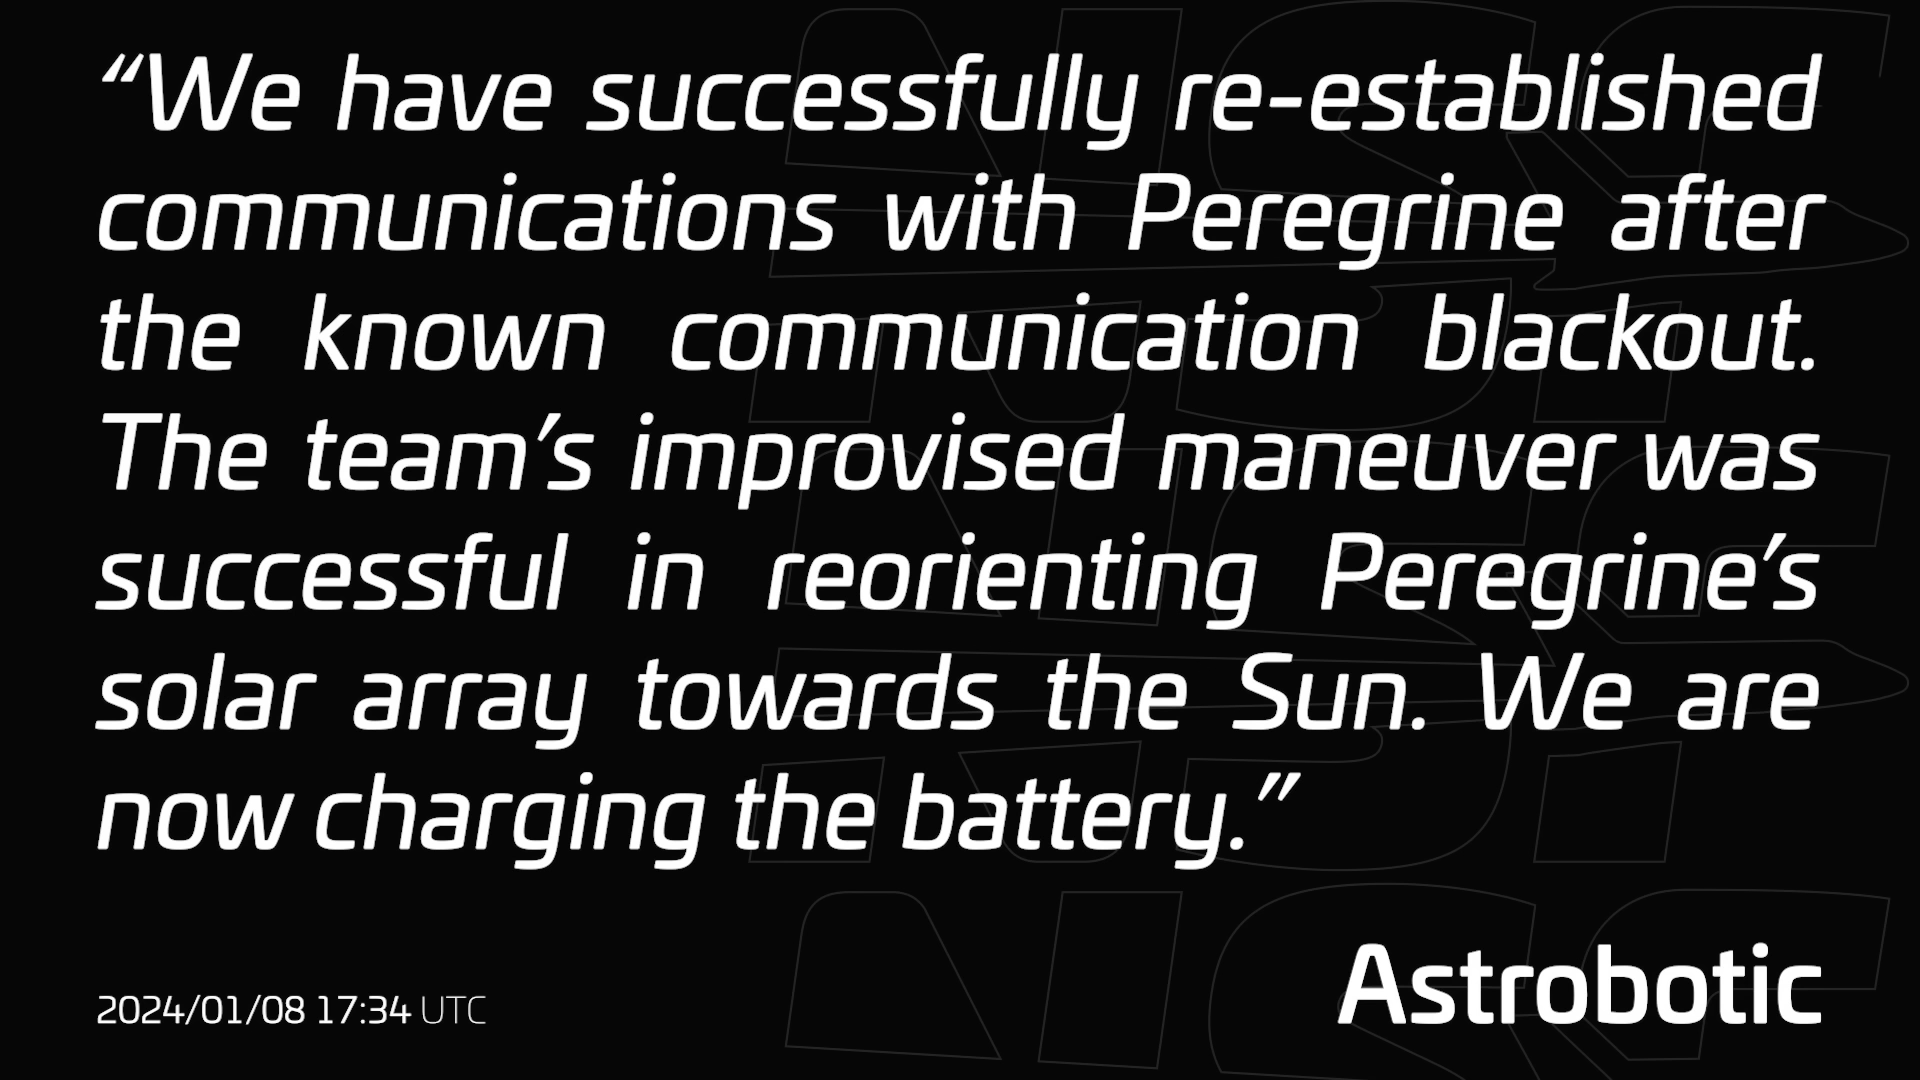 “We have successfully re-established
communications with Peregrine after
the known communication blackout.
The team’s improvised maneuver was
successful in reorienting Peregrine’s
solar array towards the Sun. We are
now charging the battery.”
2024/01/08 17:34 UTC
Astrobotic